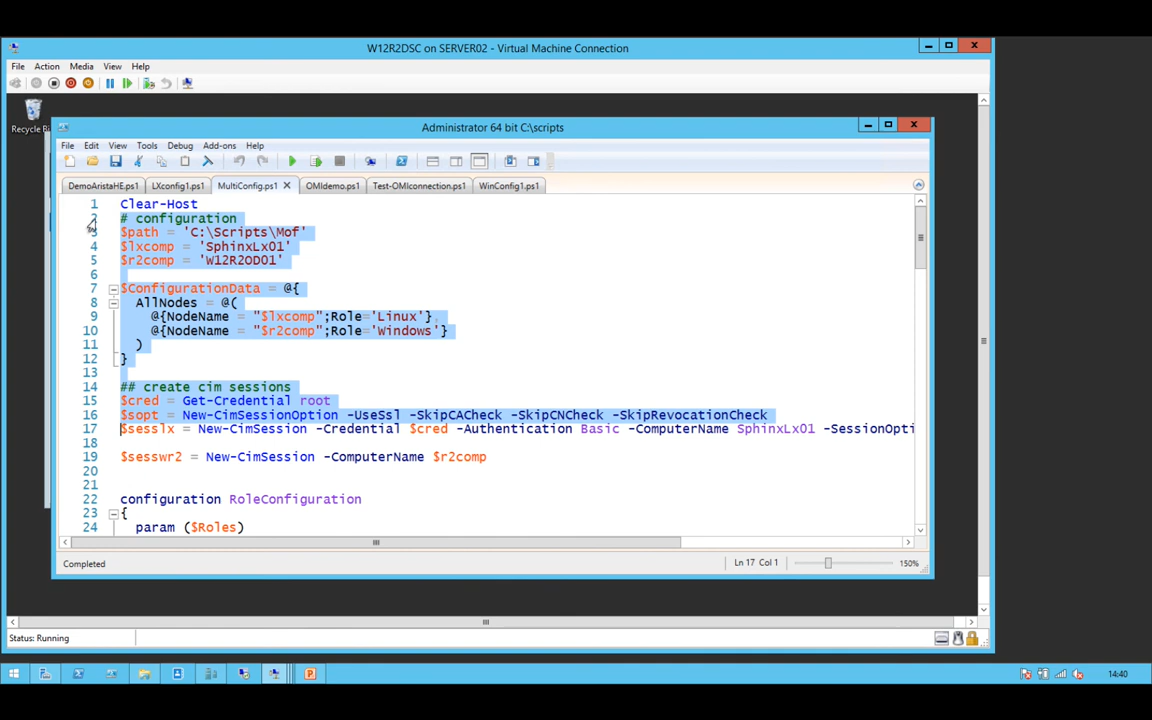 W12R2DSC on SERVER02 - Virtual Machine Connection
File Action Media View Help
Recycle Bi
Administrator 64 bit C:\scripts
File Edit View Tools Debug Add-ons Help
DemoAristaHE.ps1 LXconfig1.ps1 MultiConfig.ps1 OMIdemo.ps1 Test-OMIconnection.ps1 WinConfig1.ps1
1 Clear-Host
2 # configuration
3 $path = 'C:\Scripts\Mof'
4 $lxcomp = 'SphinxLx01'
5 $r2comp = 'W12R2OD01'
6
7 $ConfigurationData = @{
8 AllNodes = @(
9 @{NodeName = "$lxcomp";Role='Linux'},
10 @{NodeName = "$r2comp";Role='Windows'}
11 )
12 }
13
14 ## create cim sessions
15 $cred = Get-Credential root
16 $sopt = New-CimSessionOption -UseSsl -SkipCACheck -SkipCNCheck -SkipRevocationCheck
17 $sesslx = New-CimSession -Credential $cred -Authentication Basic -ComputerName SphinxLx01 -SessionOpti
18
19 $sesswr2 = New-CimSession -ComputerName $r2comp
20
21
22 configuration RoleConfiguration
23 {
24 param ($Roles)
Completed Ln 17 Col 1 150%
Status: Running
14:40